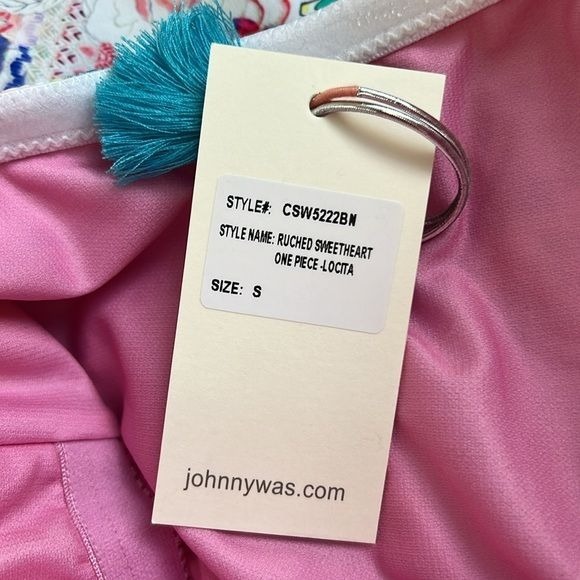 STYLE#: CSW5222BN
STYLE NAME: RUCHED SWEETHEART
ONE PIECE -LOCITA
SIZE: S
johnnywas.com